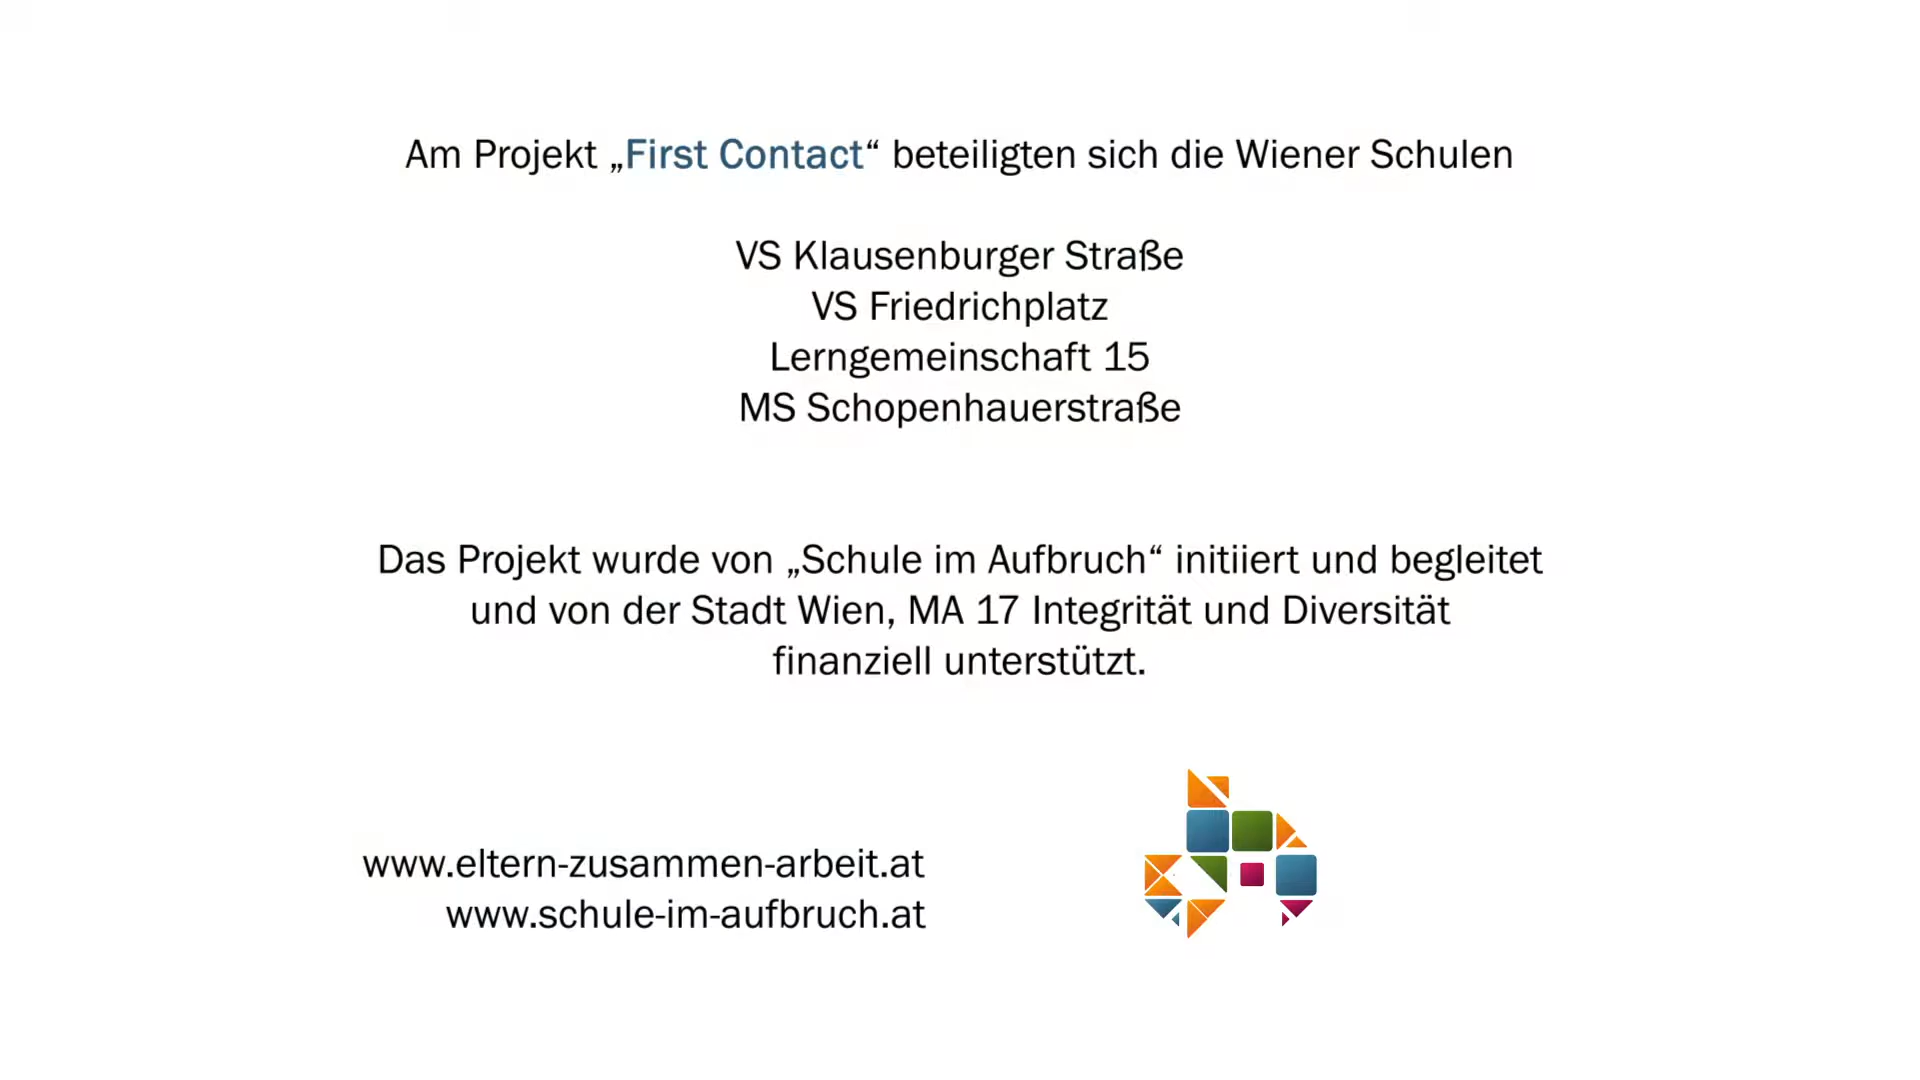 Am Projekt „First Contact“ beteiligten sich die Wiener Schulen
VS Klausenburger Straße
VS Friedrichplatz
Lerngemeinschaft 15
MS Schopenhauerstraße
Das Projekt wurde von „Schule im Aufbruch“ initiiert und begleitet
und von der Stadt Wien, MA 17 Integrität und Diversität
finanziell unterstützt.
www.eltern-zusammen-arbeit.at
www.schule-im-aufbruch.at